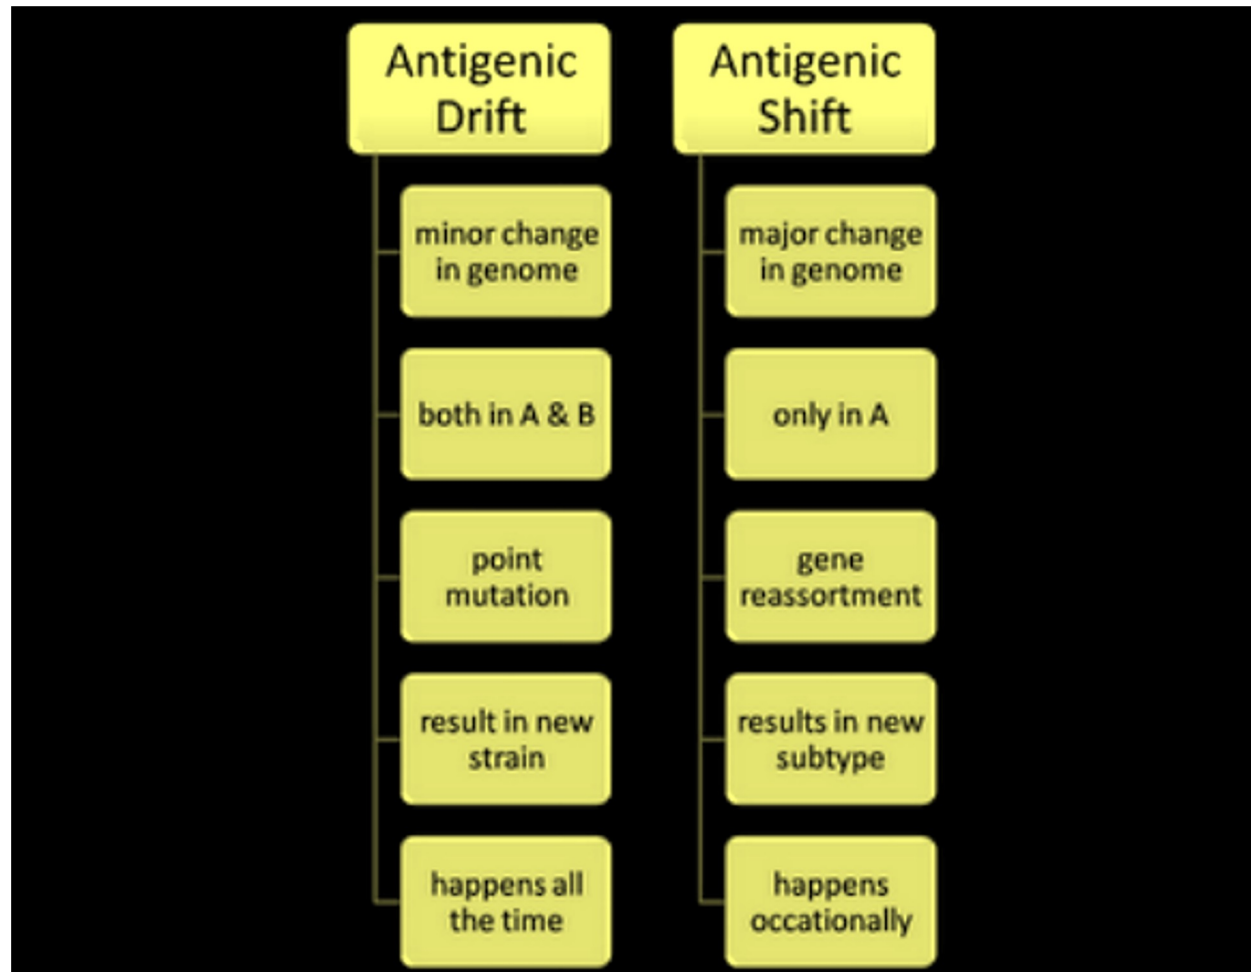 Antigenic
Drift
minor change
in genome
both in A & B
point
mutation
result in new
strain
happens all
the time
Antigenic
Shift
major change
in genome
only in A
gene
reassortment
results in new
subtype
happens
occationally